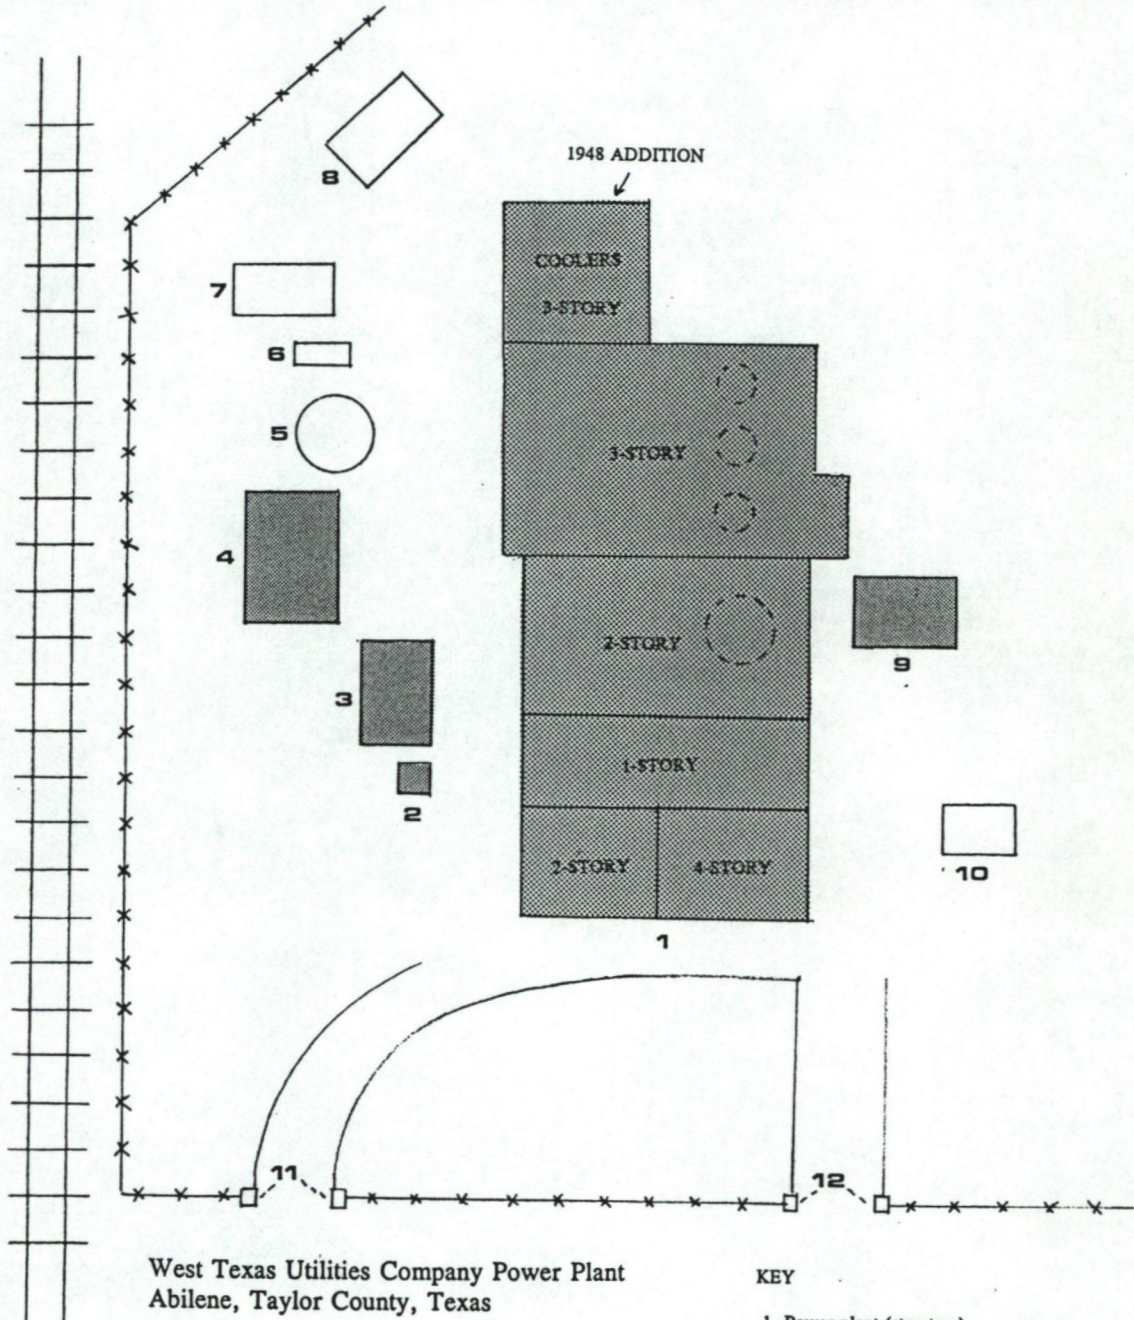 1948 ADDITION
8
COOLERS
3-STORY
7
6
5
3-STORY
4
2-STORY
9
3
1-STORY
2
2-STORY
4-STORY
10
1
11
12
West Texas Utilities Company Power Plant
Abilene, Taylor County, Texas
KEY
1